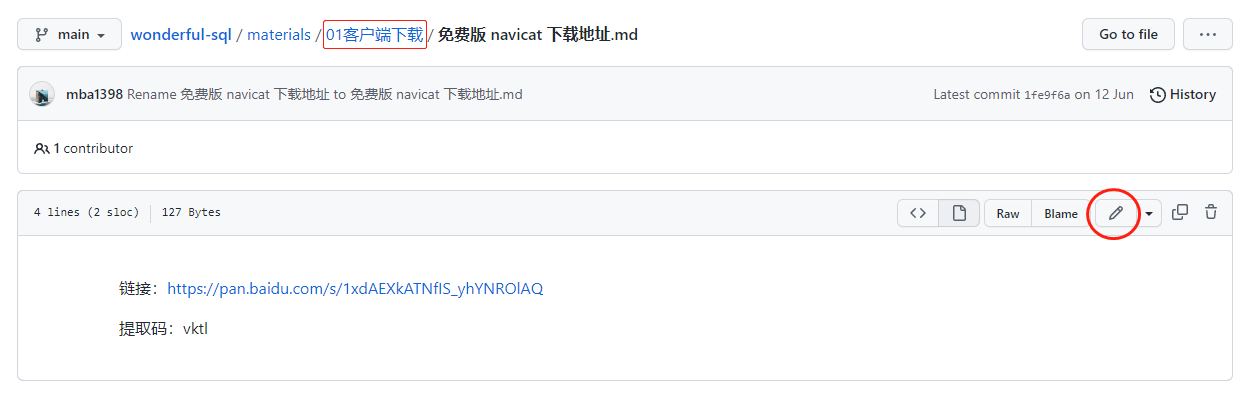 main wonderful-sql / materials / 01客户端下载 / 免费版 navicat 下载地址.md Go to file ...
mba1398 Rename 免费版 navicat 下载地址 to 免费版 navicat 下载地址.md Latest commit 1fe9f6a on 12 Jun History
1 contributor
4 lines (2 sloc) 127 Bytes <> Raw Blame
链接：https://pan.baidu.com/s/1xdAEXkATNfIS_yhYNROlAQ
提取码：vktl